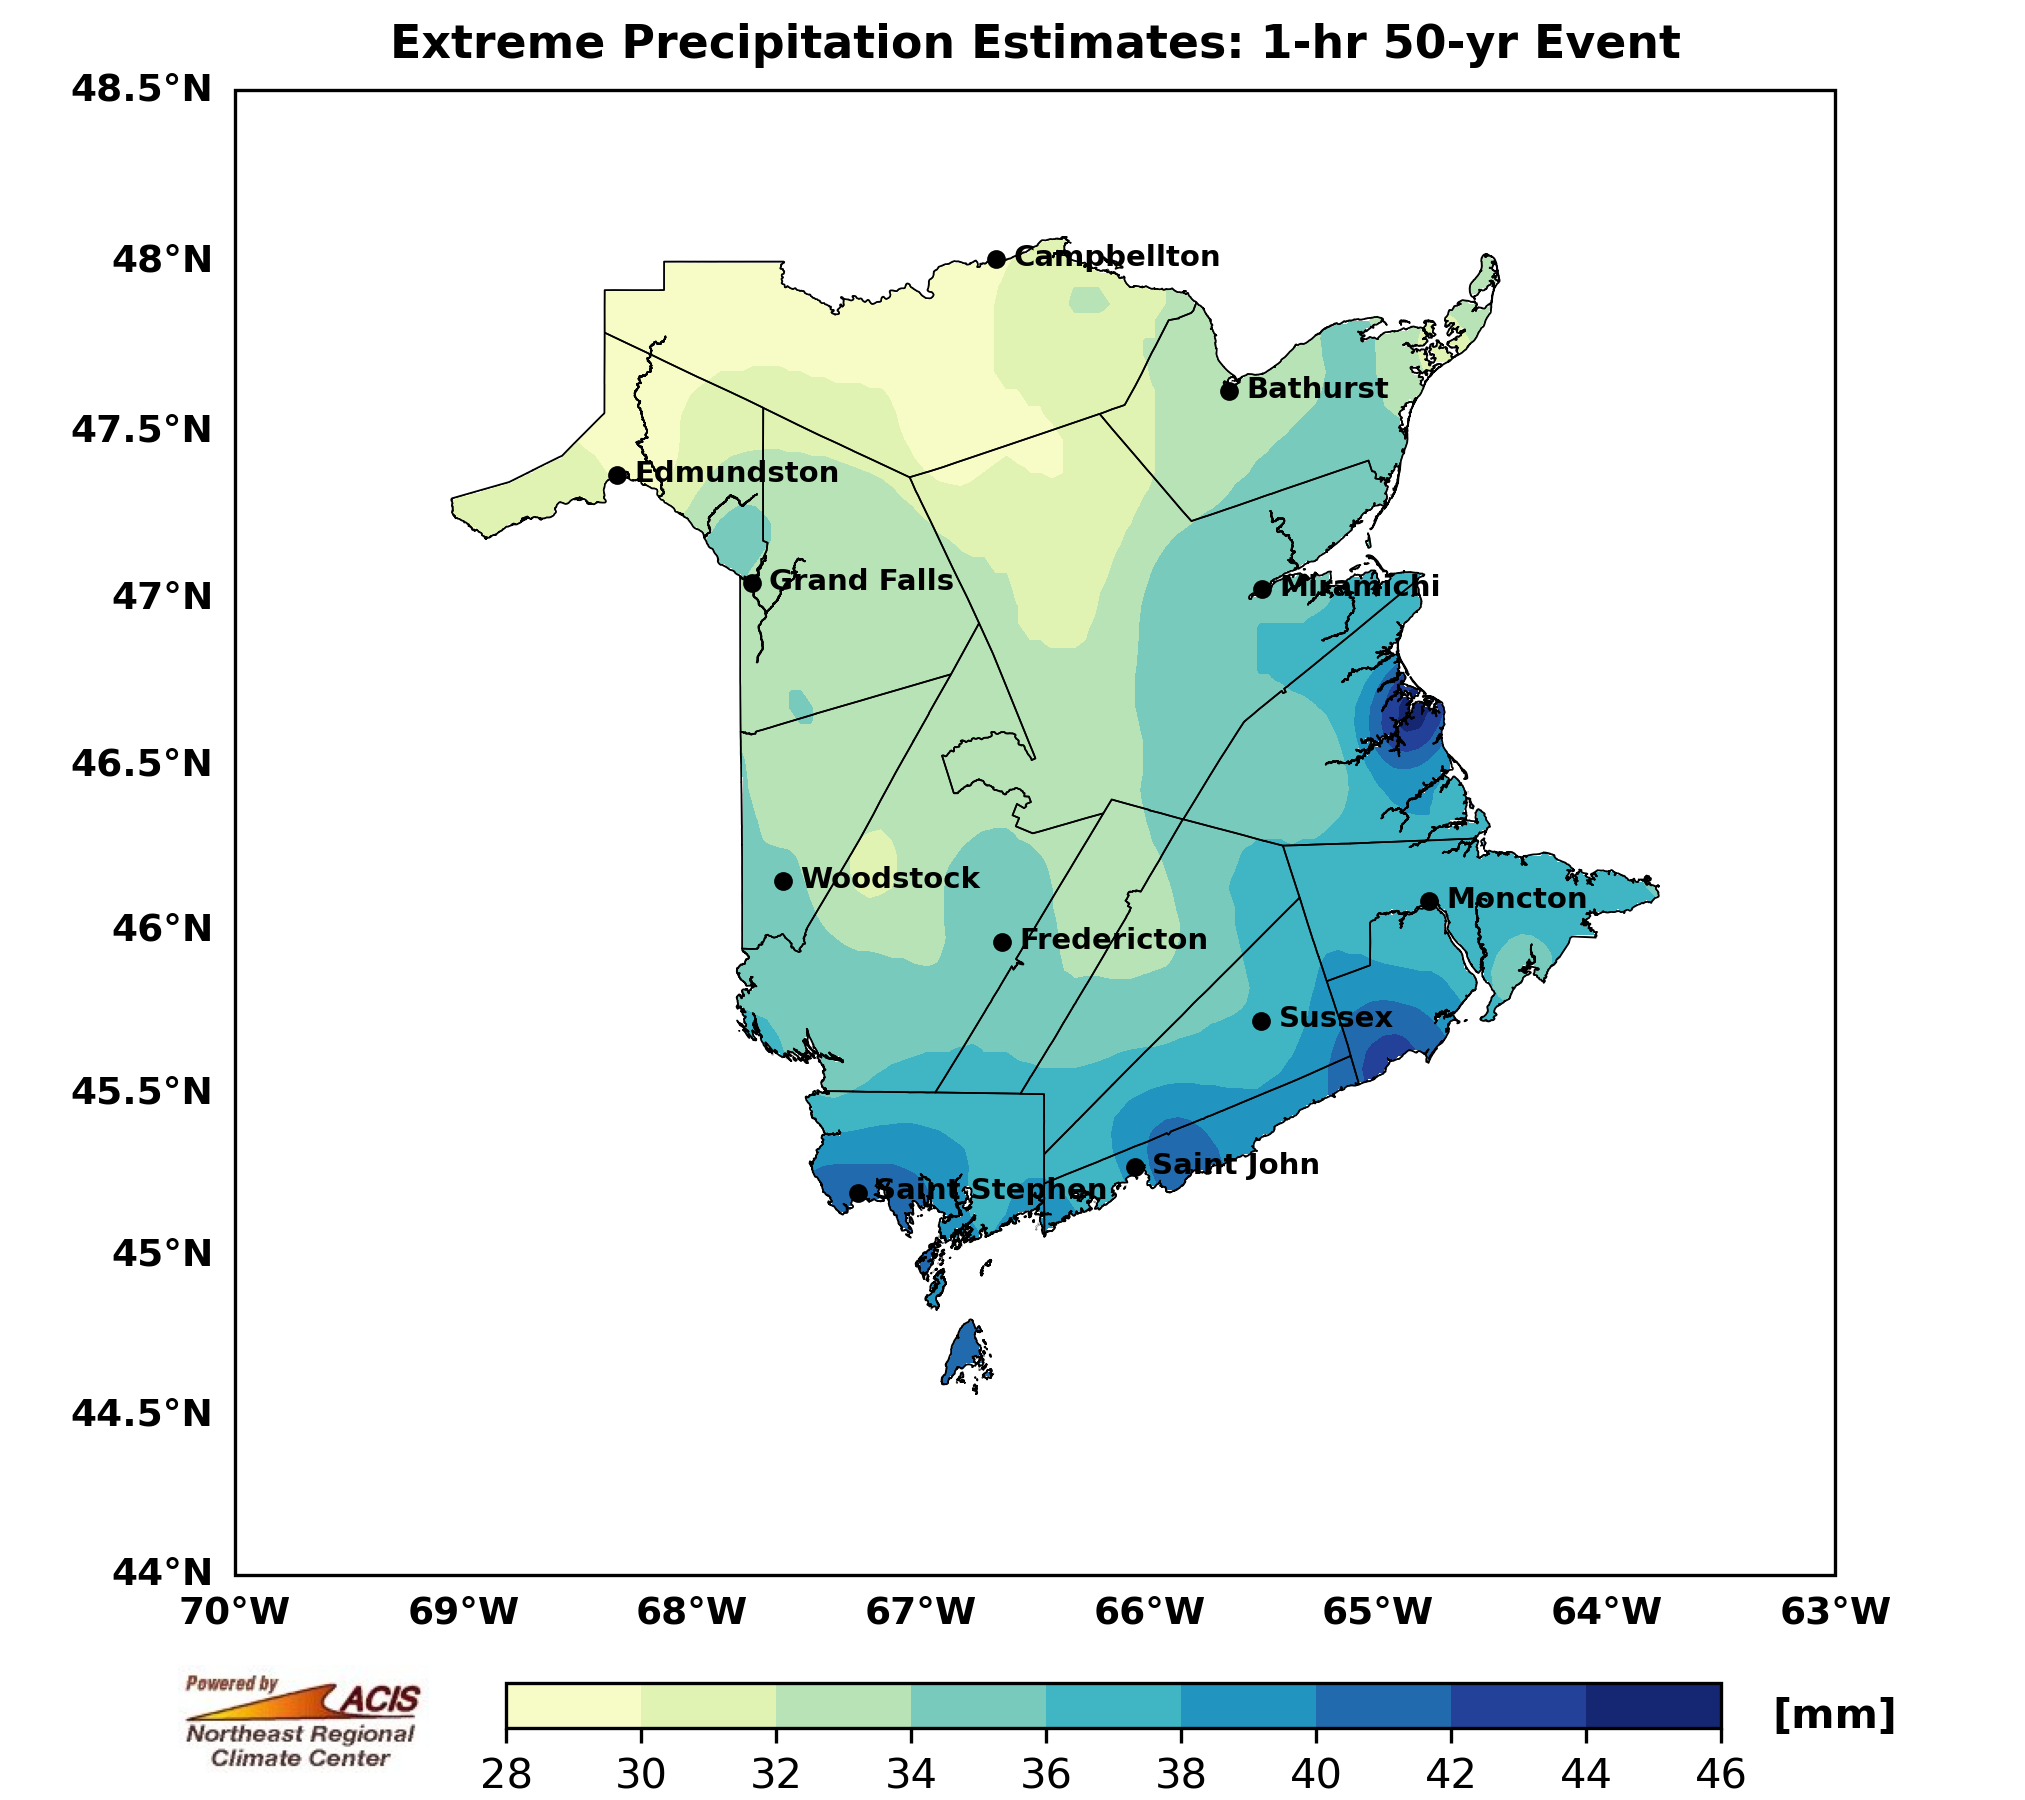 Extreme Precipitation Estimates: 1-hr 50-yr Event
48.5°N
48°N
47.5°N
47°N
46.5°N
46°N
45.5°N
45°N
44.5°N
44°N
Campbellton
Bathurst
Edmundston
Grand Falls
Miramichi
Woodstock
Moncton
Fredericton
Sussex
Saint John
Saint Stephen
70°W 69°W 68°W 67°W 66°W 65°W 64°W 63°W
Powered by
ACIS
Northeast Regional
Climate Center
[mm]
28 30 32 34 36 38 40 42 44 46